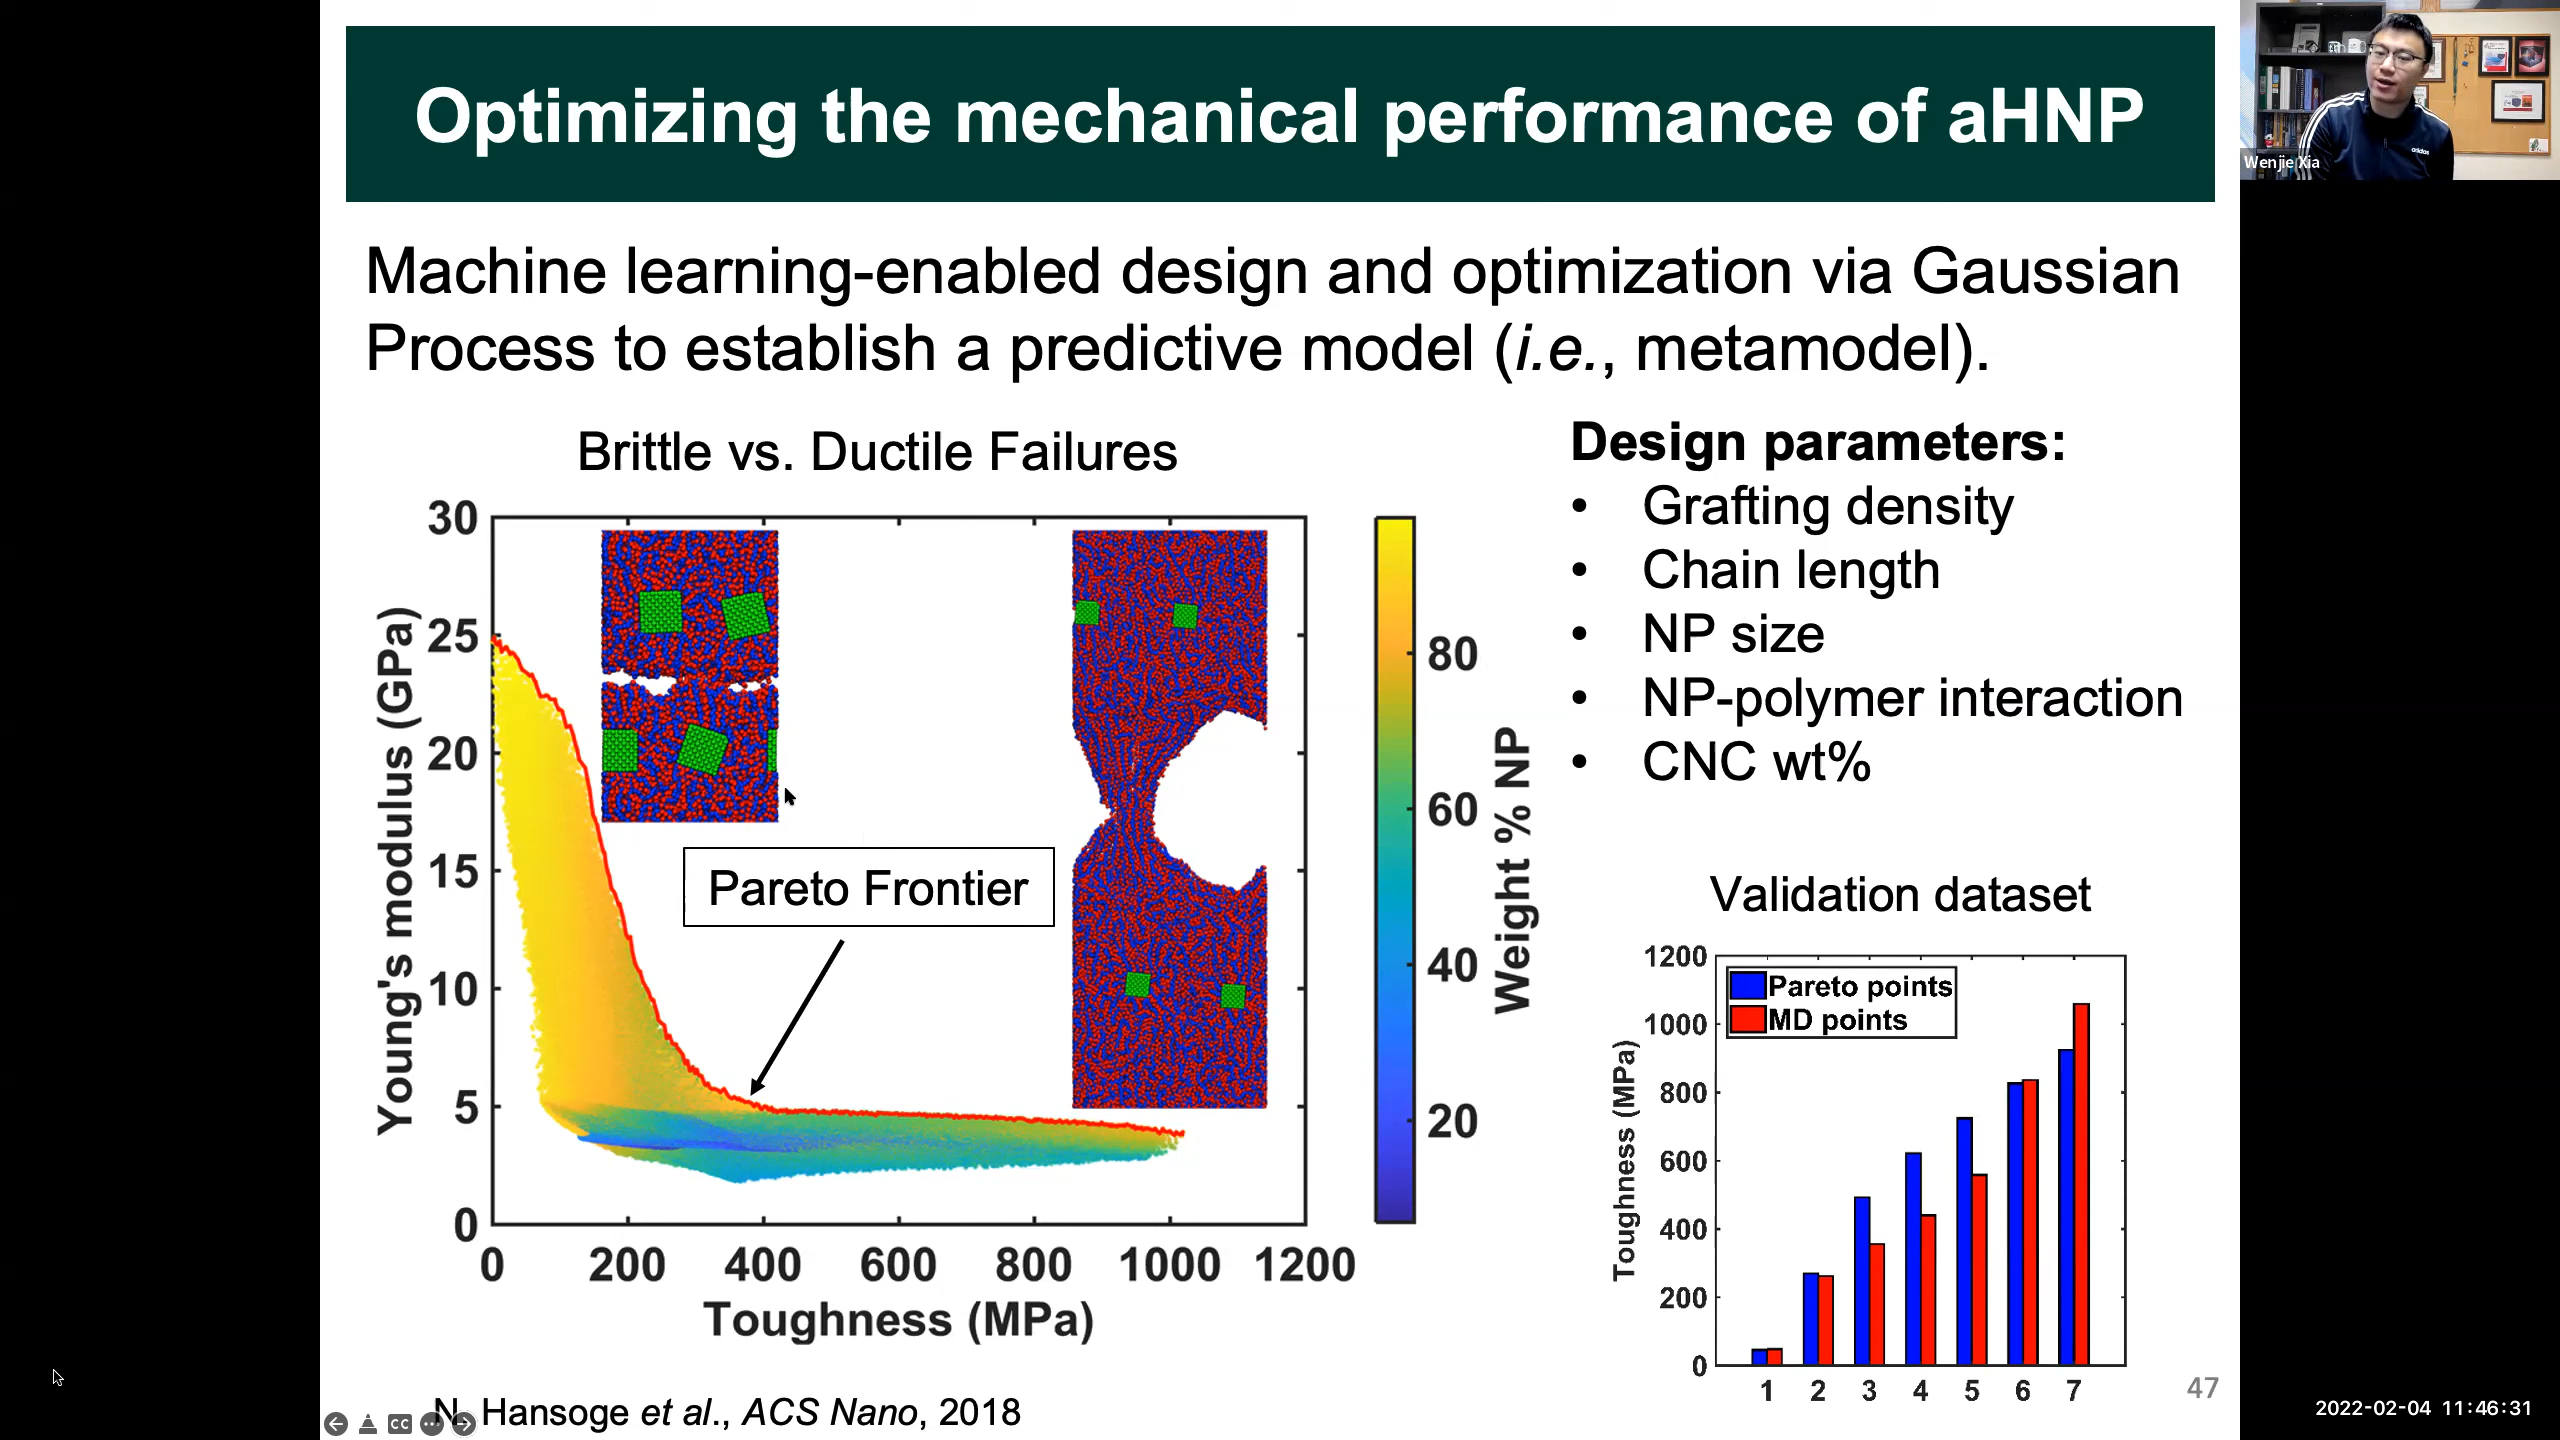 Optimizing the mechanical performance of aHNP
Wenjie Xia
adidas
Machine learning-enabled design and optimization via Gaussian
Process to establish a predictive model (i.e., metamodel).
Brittle vs. Ductile Failures
30
25
20
15
10
5
0
Young's modulus (GPa)
Pareto Frontier
0 200 400 600 800 1000 1200
Toughness (MPa)
80
60
40
20
Weight % NP
Design parameters:
• Grafting density
• Chain length
• NP size
• NP-polymer interaction
• CNC wt%
Validation dataset
1200
1000
800
600
400
200
0
Toughness (MPa)
Pareto points
MD points
1 2 3 4 5 6 7
47
N. Hansoge et al., ACS Nano, 2018
CC
2022-02-04 11:46:31